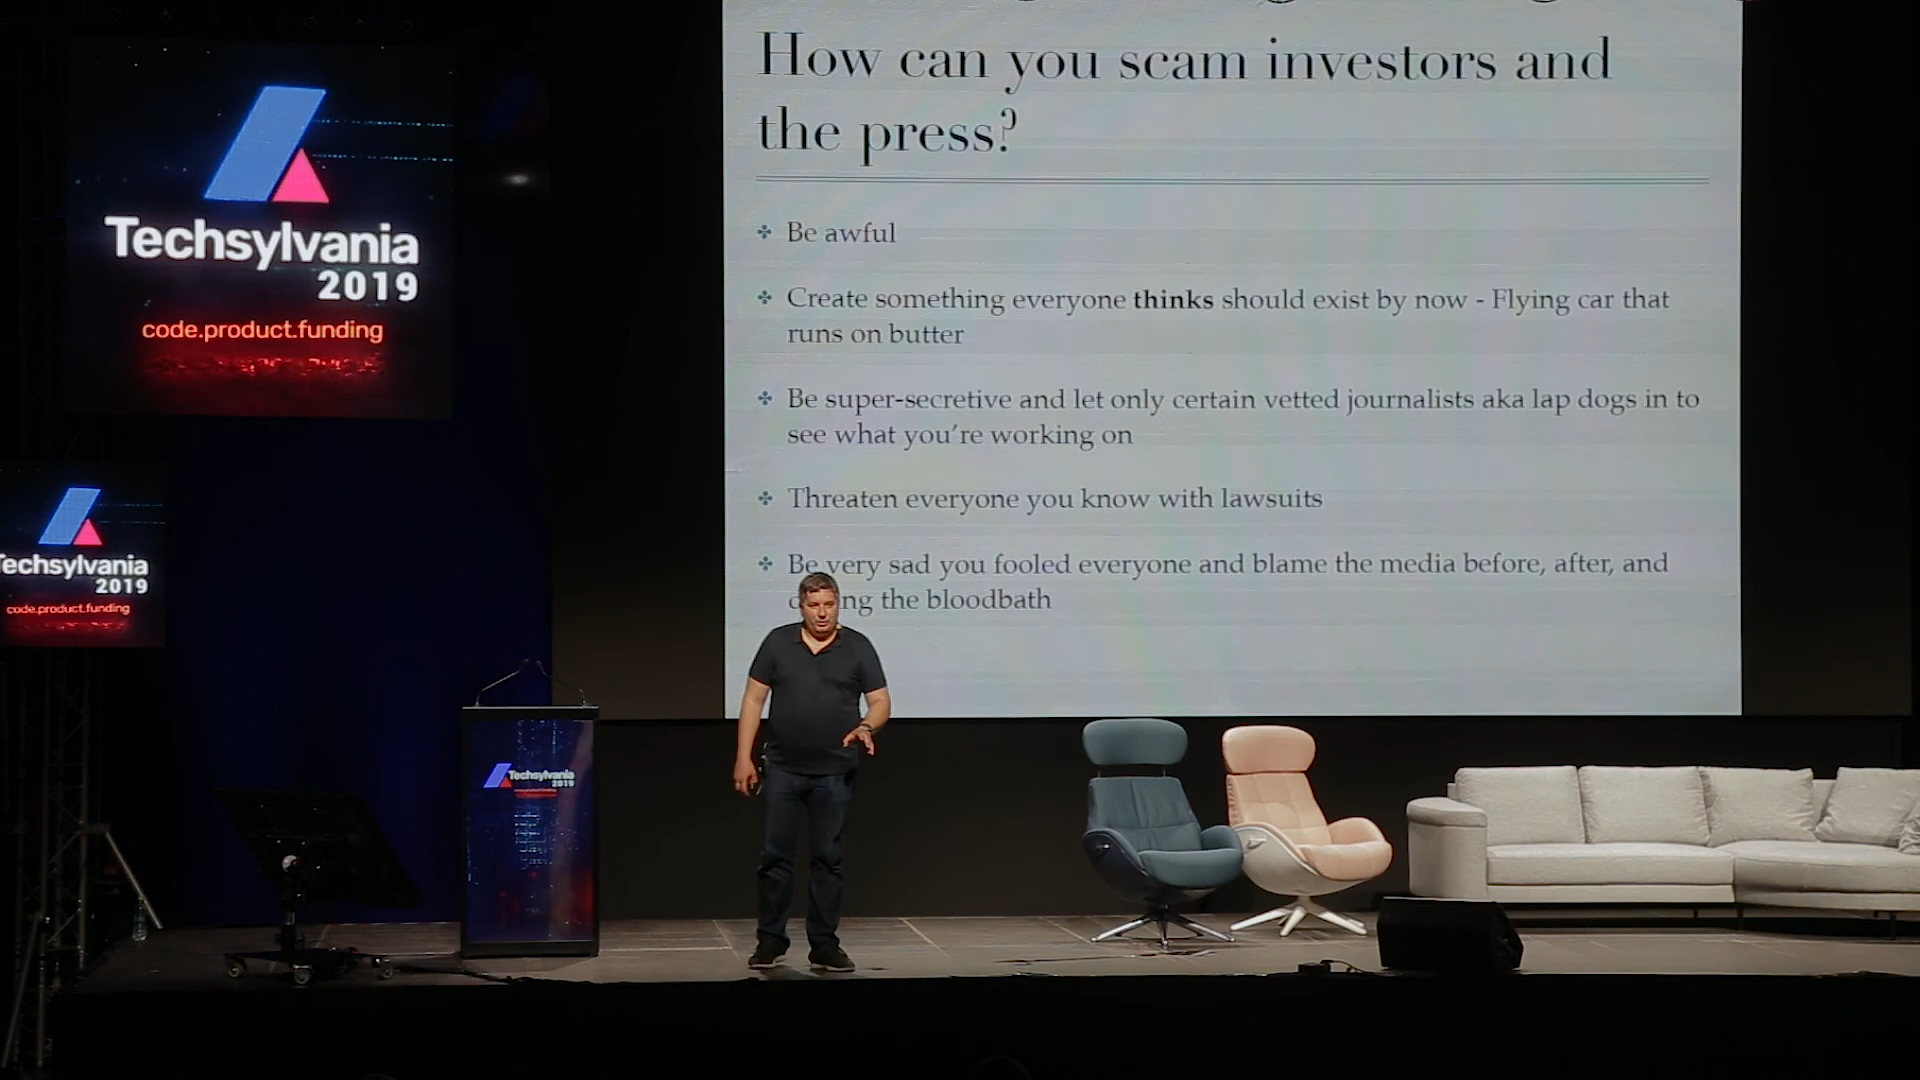 Techsylvania
2019
code.product.funding
echsylvania
2019
code.product.funding
How can you scam investors and
the press?
Be awful
Create something everyone thinks should exist by now - Flying car that
runs on butter
Be super-secretive and let only certain vetted journalists aka lap dogs in to
see what you're working on
Threaten everyone you know with lawsuits
Be very sad you fooled everyone and blame the media before, after, and
the bloodbath
Techsylvania
2019